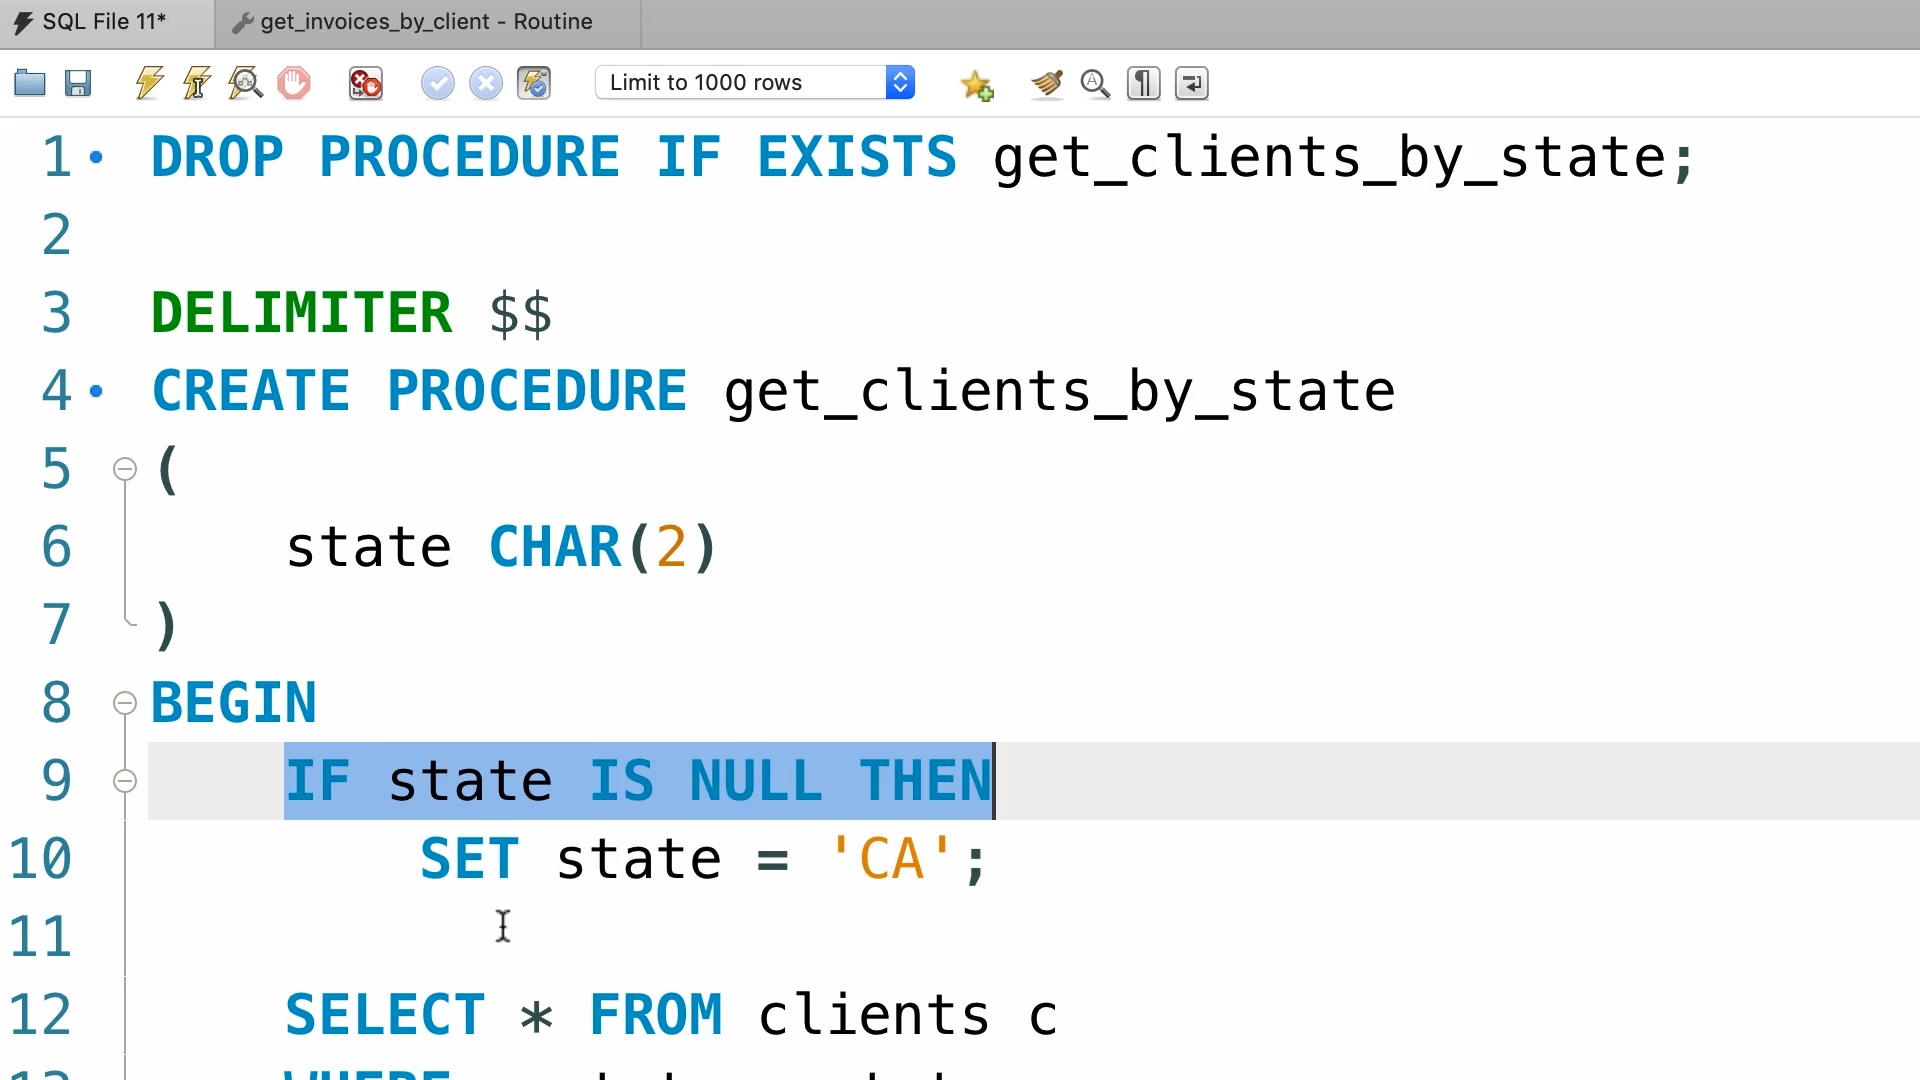 SQL File 11*
get_invoices_by_client - Routine
Limit to 1000 rows
1 DROP PROCEDURE IF EXISTS get_clients_by_state;
2
3 DELIMITER $$
4 CREATE PROCEDURE get_clients_by_state
5 (
6 state CHAR(2)
7 )
8 BEGIN
9 IF state IS NULL THEN
10 SET state = 'CA';
11
12 SELECT * FROM clients c
13 WHERE